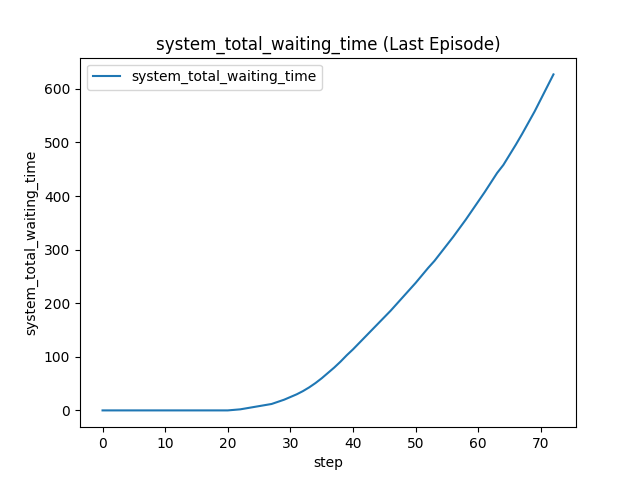 system_total_waiting_time (Last Episode)
system_total_waiting_time
system_total_waiting_time
600
500
400
300
200
100
0
0 10 20 30 40 50 60 70
step